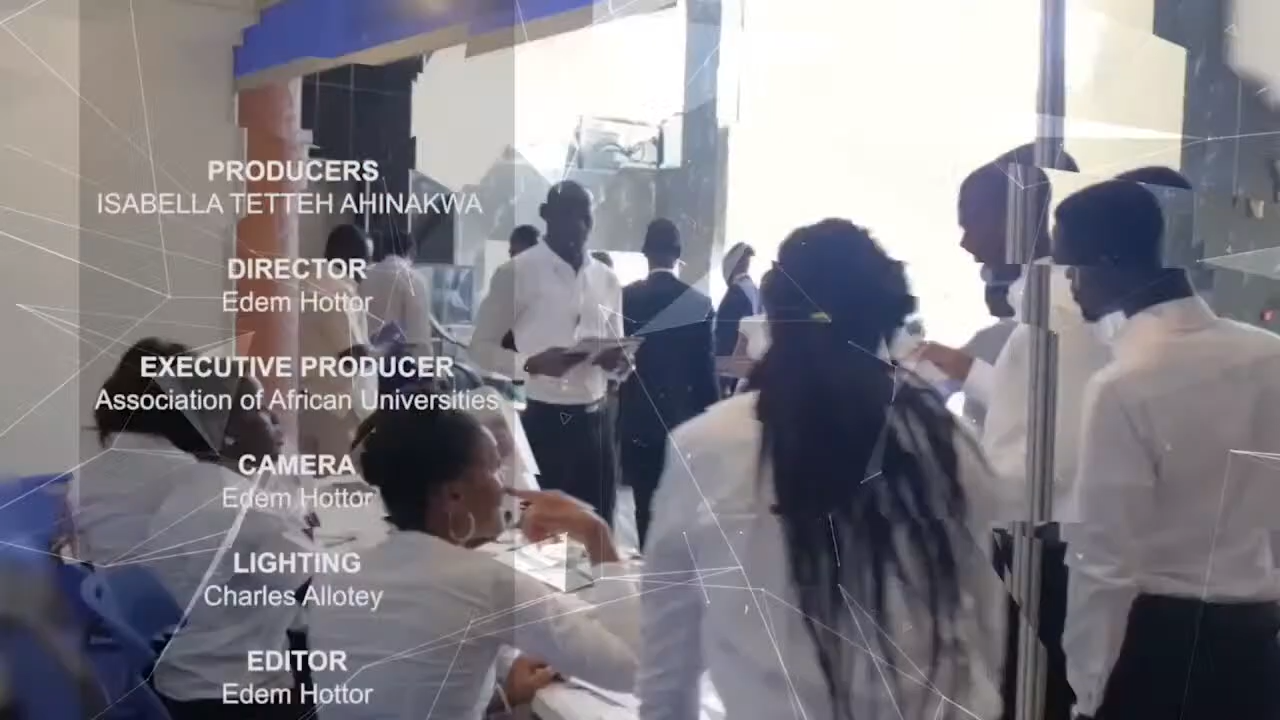 PRODUCERS
ISABELLA TETTEH AHINAKWA
DIRECTOR
Edem Hottor
EXECUTIVE PRODUCER
Association of African Universities
CAMERA
Edem Hottor
LIGHTING
Charles Allotey
EDITOR
Edem Hottor